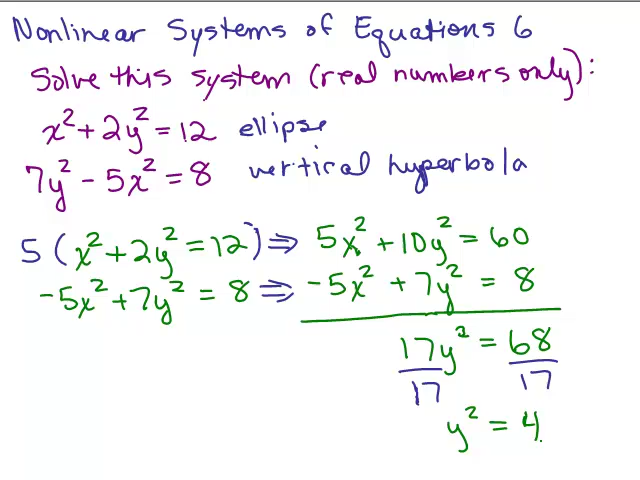 Nonlinear Systems of Equations 6
Solve this system (real numbers only):
x² + 2y² = 12 ellipse
7y² - 5x² = 8 vertical hyperbola
5 (x² + 2y² = 12) ⇒ 5x² + 10y² = 60
-5x² + 7y² = 8 ⇒ -5x² + 7y² = 8
17y² = 68
17 17
y² = 4